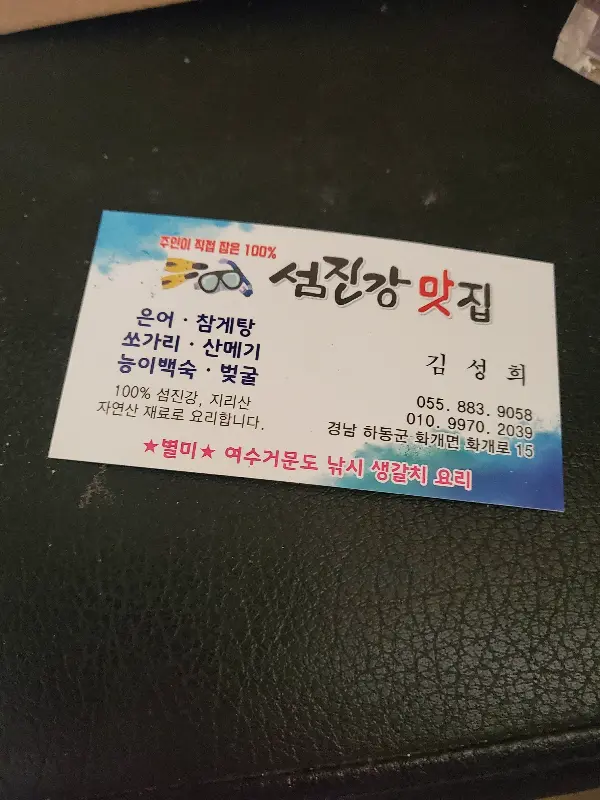 주인이 직접 잡은 100%
섬진강 맛집
은어 · 참게탕
쏘가리 · 산메기
능이백숙 · 벚굴
100% 섬진강, 지리산
자연산 재료로 요리합니다.
김 성 희
055. 883. 9058
010. 9970. 2039
경남 하동군 화개면 화개로 15
★별미★ 여수거문도 낚시 생갈치 요리